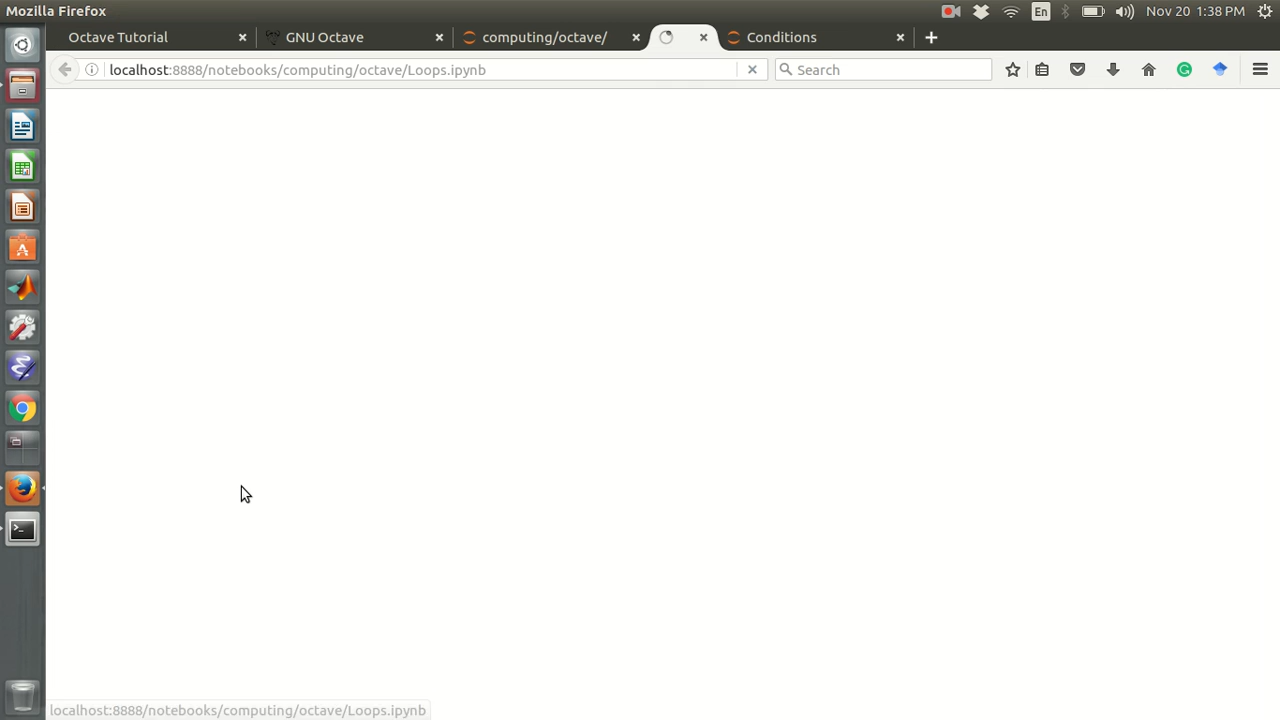 Mozilla Firefox
En
Nov 20 1:38 PM
Octave Tutorial
GNU Octave
computing/octave/
Conditions
localhost:8888/notebooks/computing/octave/Loops.ipynb
Search
localhost:8888/notebooks/computing/octave/Loops.ipynb